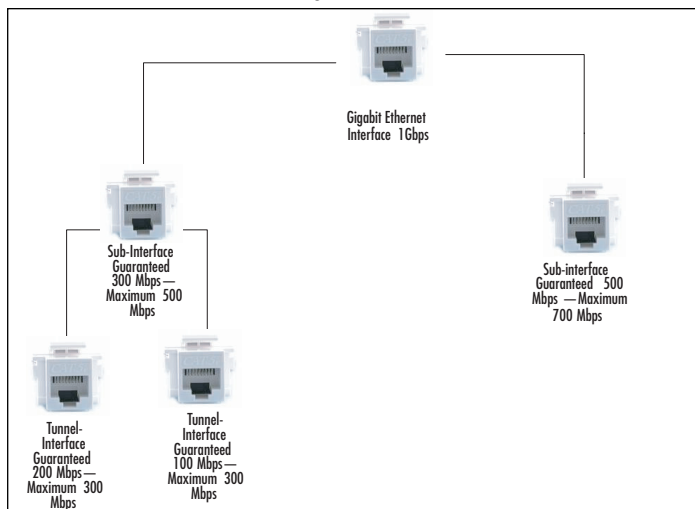 Gigabit Ethernet
Interface 1Gbps
Sub-Interface
Guaranteed
300 Mbps—
Maximum 500
Mbps
Sub-interface
Guaranteed 500
Mbps —Maximum
700 Mbps
Tunnel-
Interface
Guaranteed
200 Mbps—
Maximum 300
Mbps
Tunnel-
Interface
Guaranteed
100 Mbps—
Maximum 300
Mbps